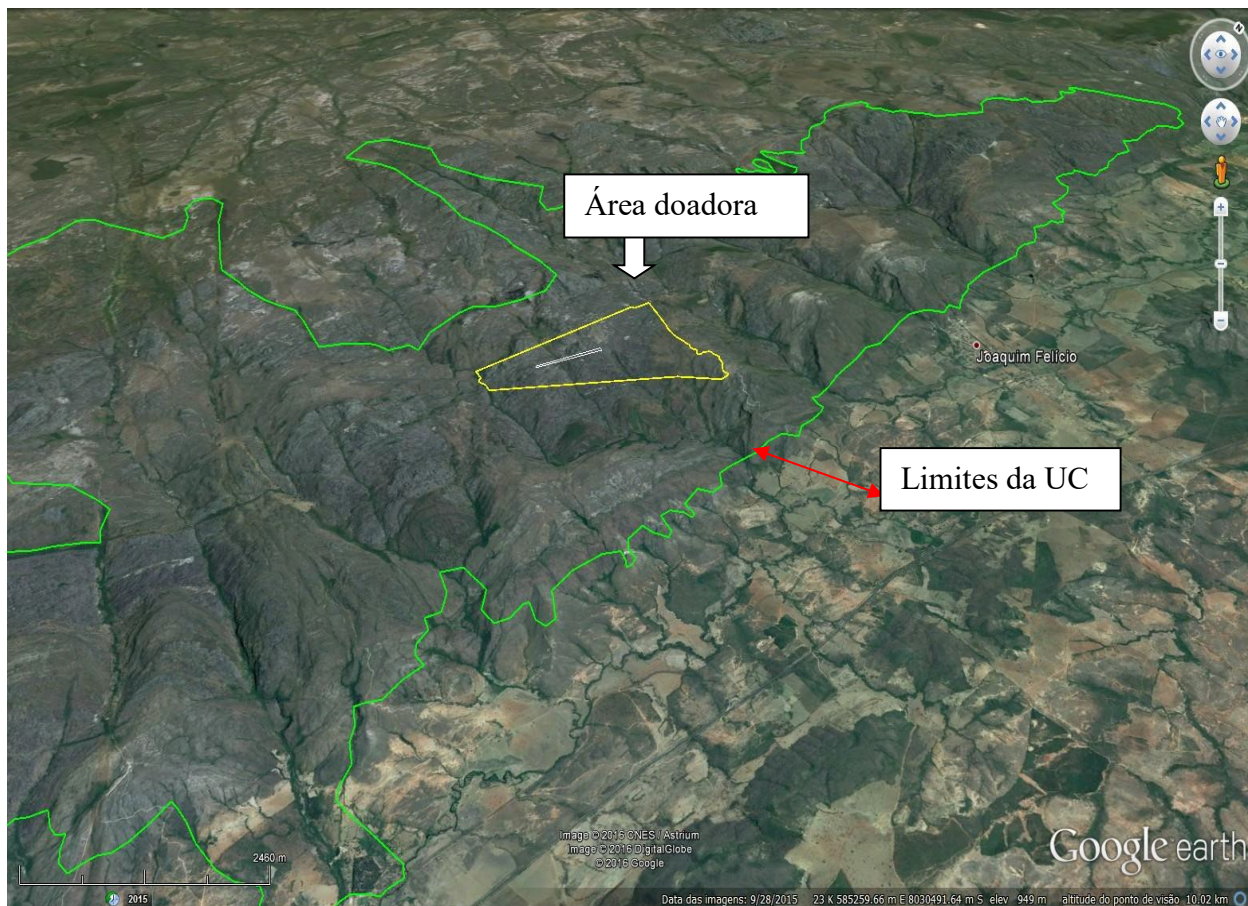 N
Área doadora
Joaquim Felicio
Limites da UC
Image © 2016 CNES / Astrium
Image © 2016 DigitalGlobe
© 2016 Google
Google earth
2460 m
2015
Data das imagens: 9/28/2015 23 K 585259.66 m E 8030491.64 m S elev 949 m altitude do ponto de visão 10.02 km